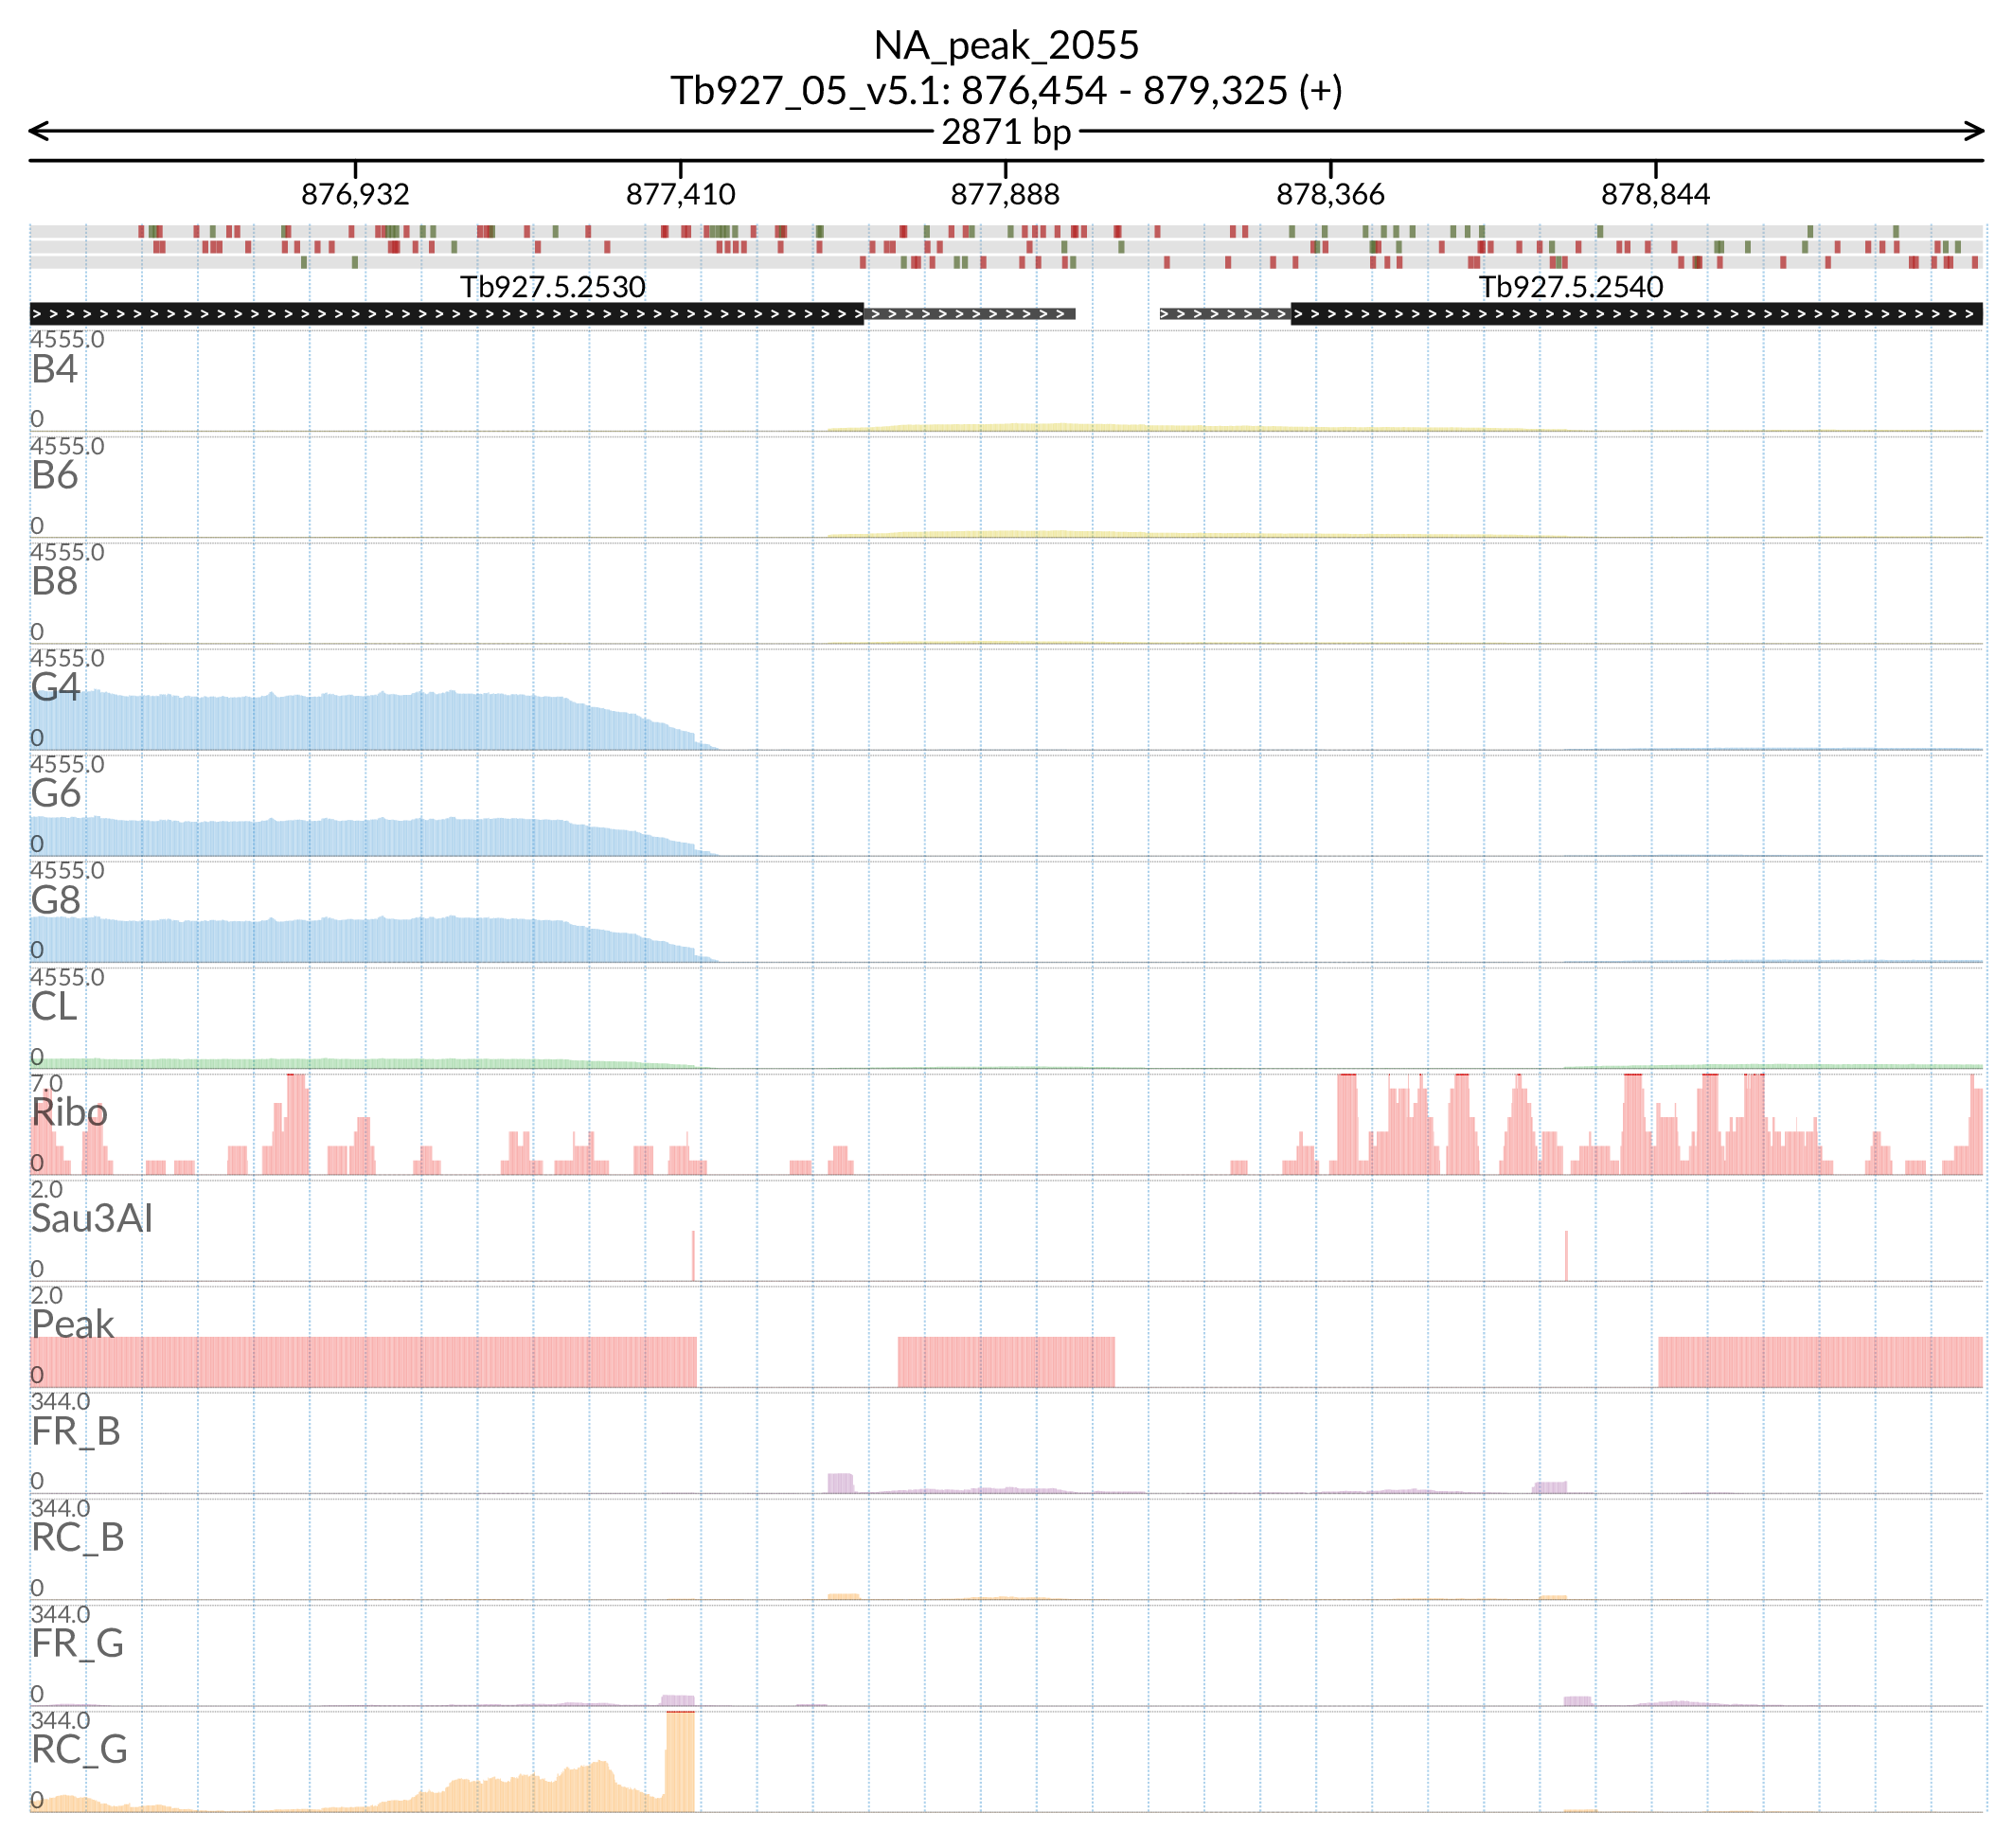 NA_peak_2055
Tb927_05_v5.1: 876,454 - 879,325 (+)
2871 bp
876,932 877,410 877,888 878,366 878,844
Tb927.5.2530 Tb927.5.2540
4555.0
B4
0
4555.0
B6
0
4555.0
B8
0
4555.0
G4
0
4555.0
G6
0
4555.0
G8
0
4555.0
CL
0
7.0
Ribo
0
2.0
Sau3AI
0
2.0
Peak
0
344.0
FR_B
0
344.0
RC_B
0
344.0
FR_G
0
344.0
RC_G
0